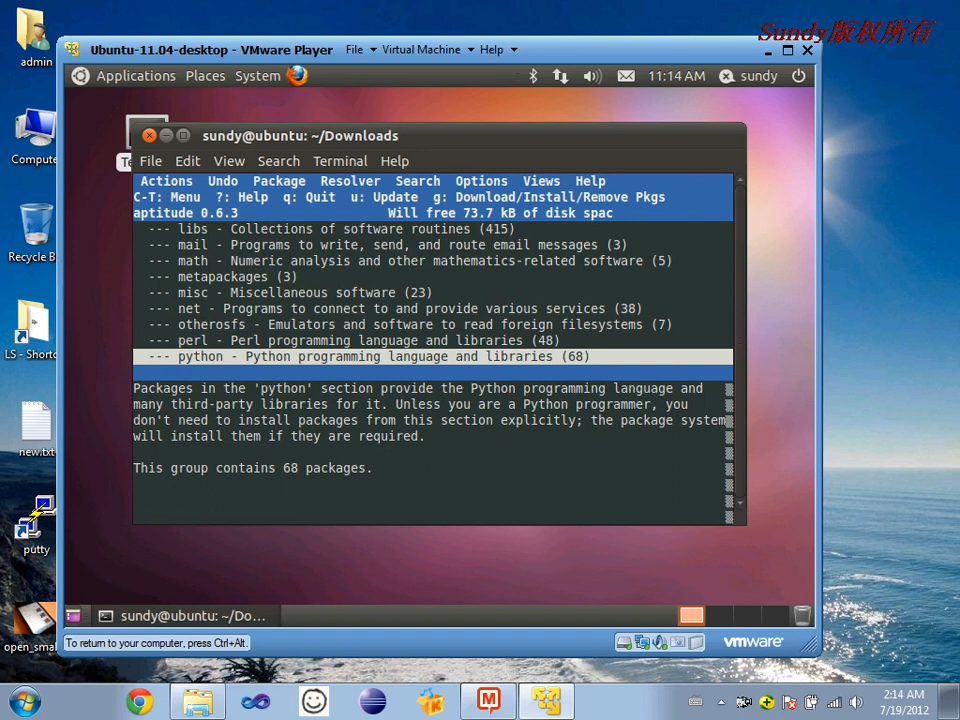 Sundy版权所有
admin
Ubuntu-11.04-desktop - VMware Player File Virtual Machine Help
Applications Places System 11:14 AM sundy
Compute
Te
sundy@ubuntu: ~/Downloads
File Edit View Search Terminal Help
Actions Undo Package Resolver Search Options Views Help
C-T: Menu ?: Help q: Quit u: Update g: Download/Install/Remove Pkgs
aptitude 0.6.3 Will free 73.7 kB of disk spac
--- libs - Collections of software routines (415)
--- mail - Programs to write, send, and route email messages (3)
--- math - Numeric analysis and other mathematics-related software (5)
--- metapackages (3)
--- misc - Miscellaneous software (23)
--- net - Programs to connect to and provide various services (38)
--- otherosfs - Emulators and software to read foreign filesystems (7)
--- perl - Perl programming language and libraries (48)
--- python - Python programming language and libraries (68)
Packages in the 'python' section provide the Python programming language and
many third-party libraries for it. Unless you are a Python programmer, you
don't need to install packages from this section explicitly; the package system
will install them if they are required.
This group contains 68 packages.
Recycle B
LS - Shortc
new.txt
putty
open_smal
sundy@ubuntu: ~/Do...
To return to your computer, press Ctrl+Alt.
vmware
2:14 AM
7/19/2012